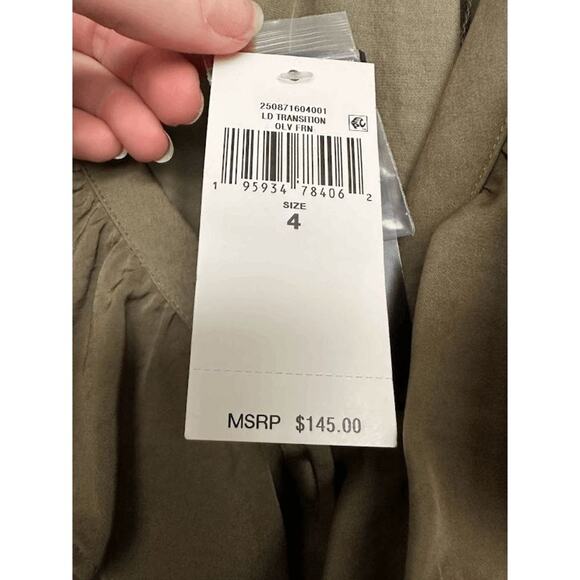 250871604001
LD TRANSITION
OLV FRN
1 95934 78406 2
SIZE
4
MSRP $145.00